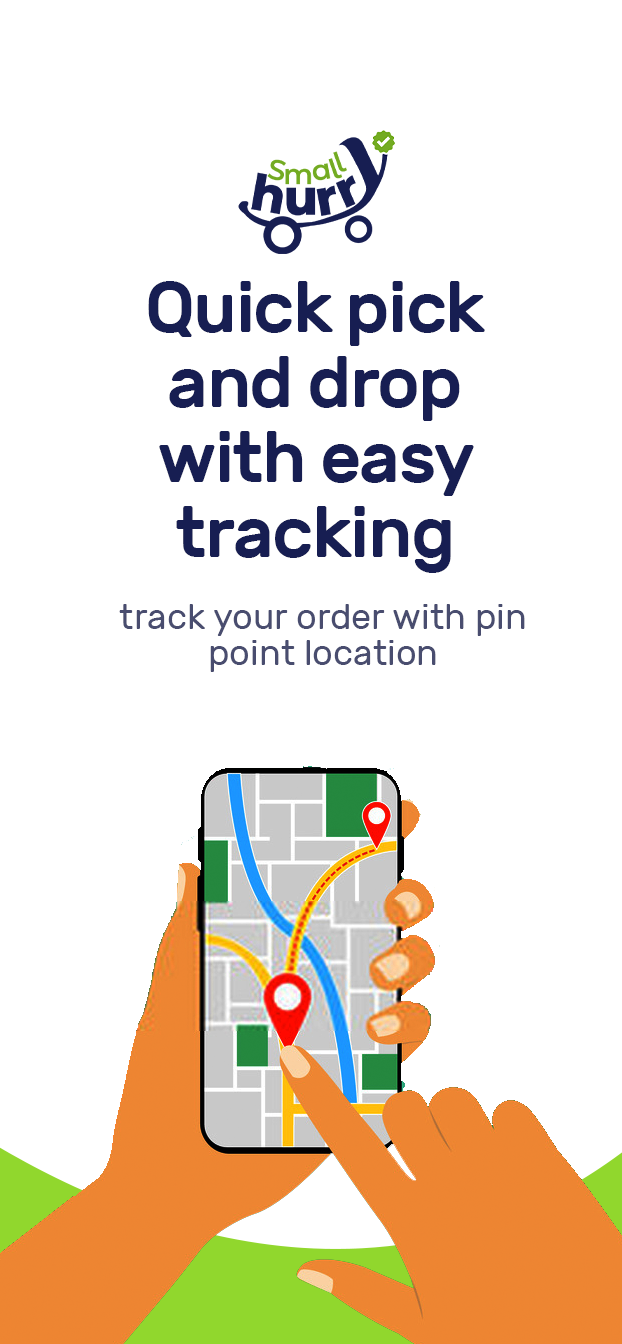 Small
hurry
Quick pick
and drop
with easy
tracking
track your order with pin
point location